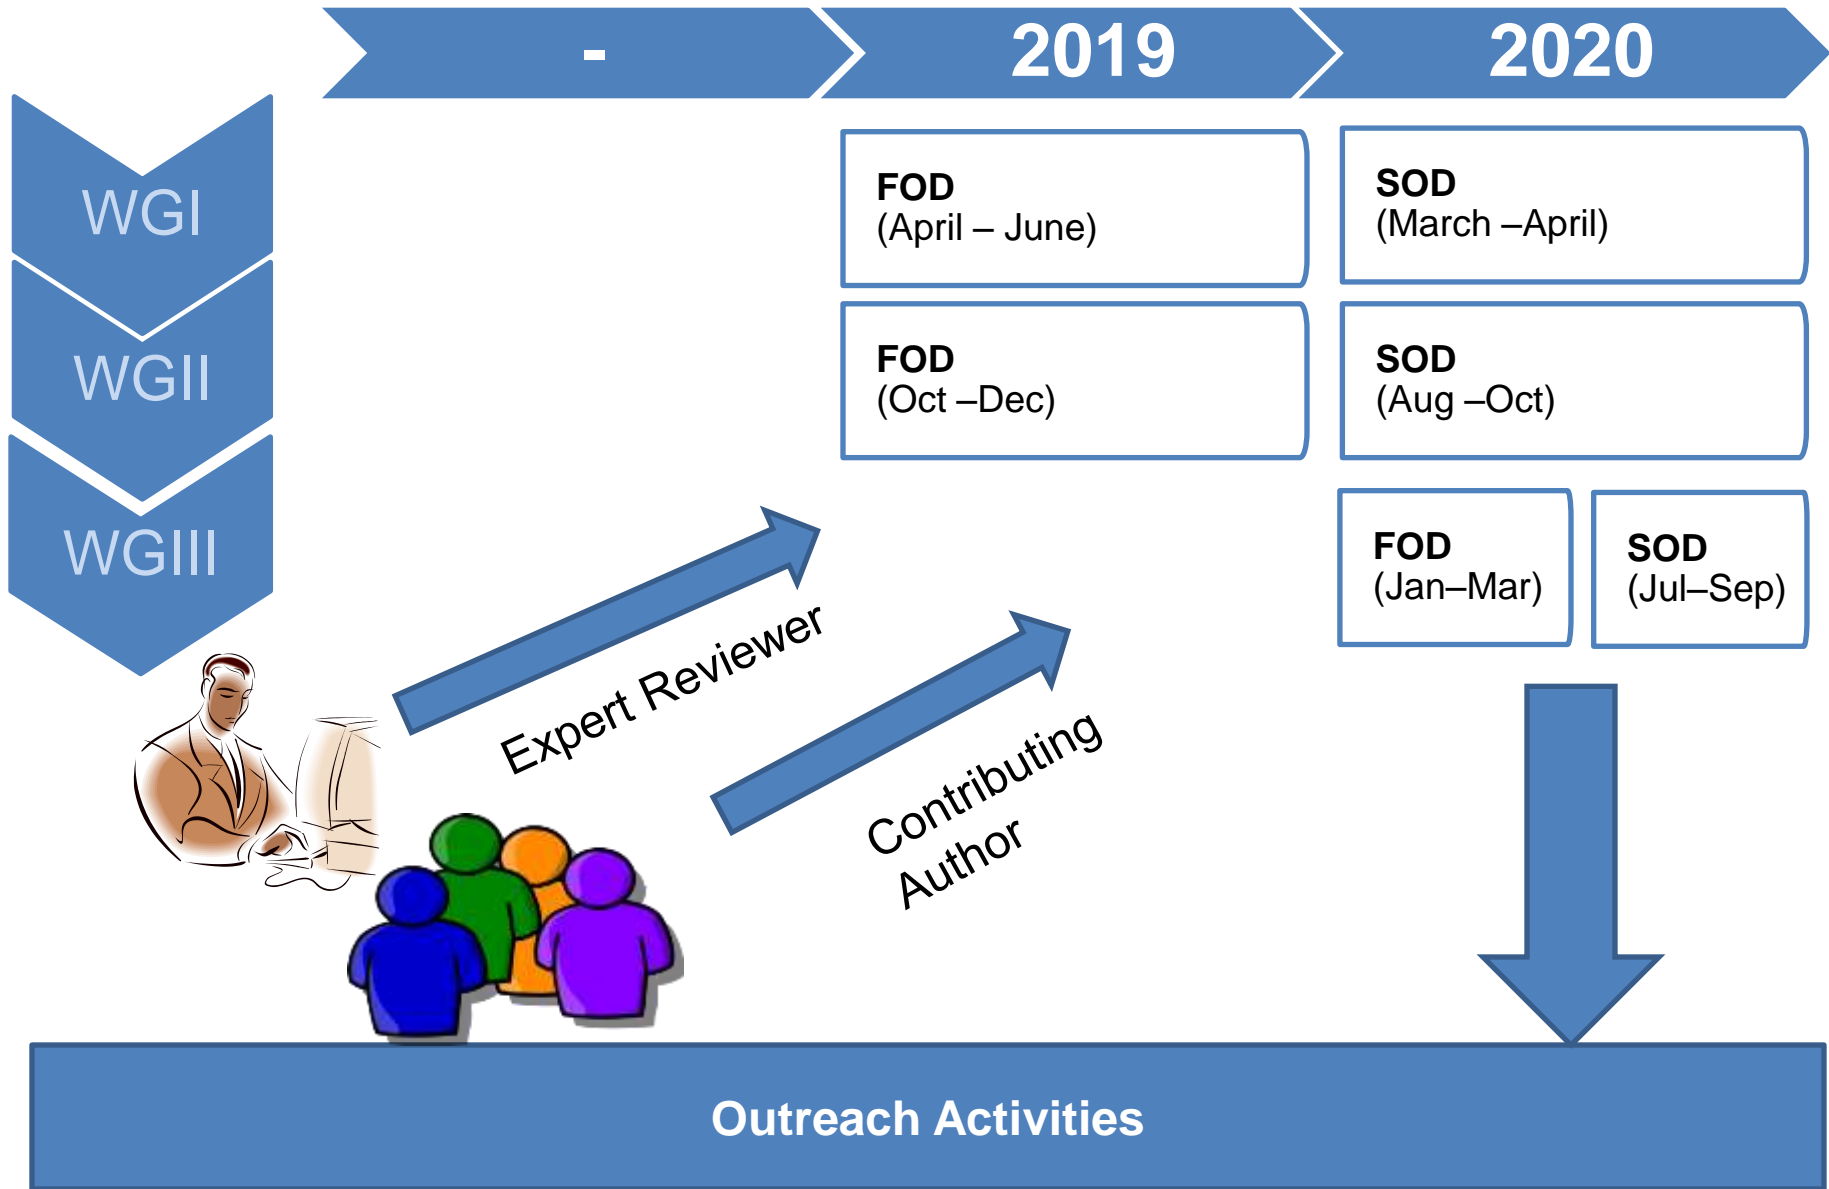 -
2019
2020
WGI
FOD
(April – June)
SOD
(March –April)
WGII
FOD
(Oct –Dec)
SOD
(Aug –Oct)
WGIII
FOD
(Jan–Mar)
SOD
(Jul–Sep)
Expert Reviewer
Contributing
Author
Outreach Activities